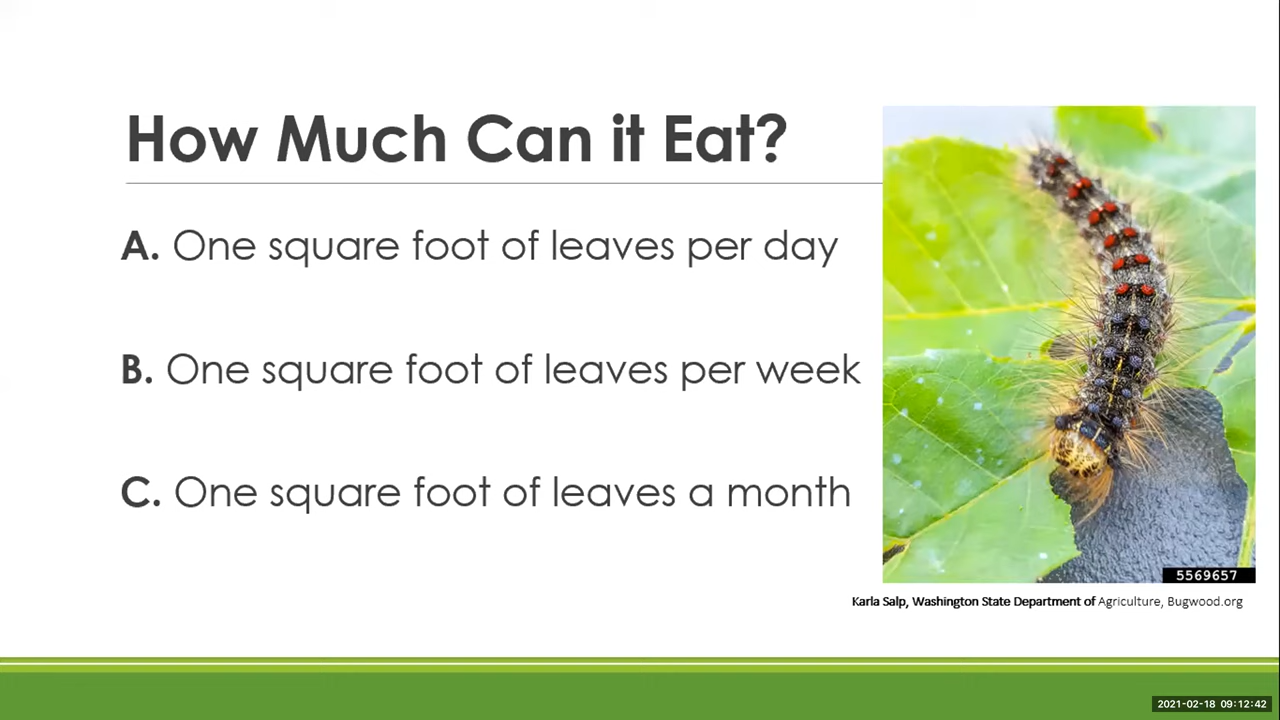 How Much Can it Eat?
A. One square foot of leaves per day
B. One square foot of leaves per week
C. One square foot of leaves a month
5569657
Karla Salp, Washington State Department of Agriculture, Bugwood.org
2021-02-18 09:12:42